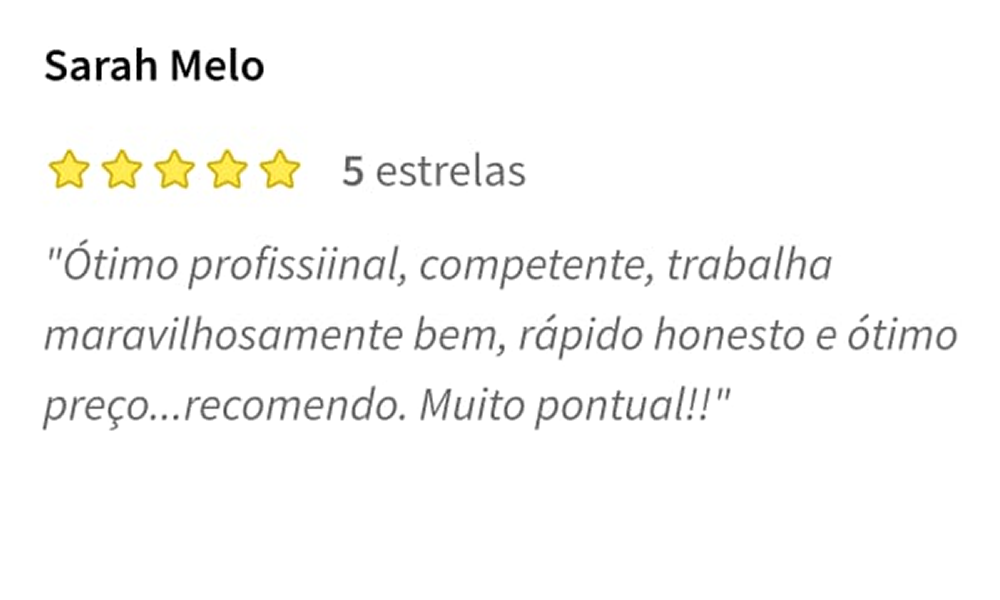 Sarah Melo
5 estrelas
"Ótimo profissiinal, competente, trabalha
maravilhosamente bem, rápido honesto e ótimo
preço...recomendo. Muito pontual!!"